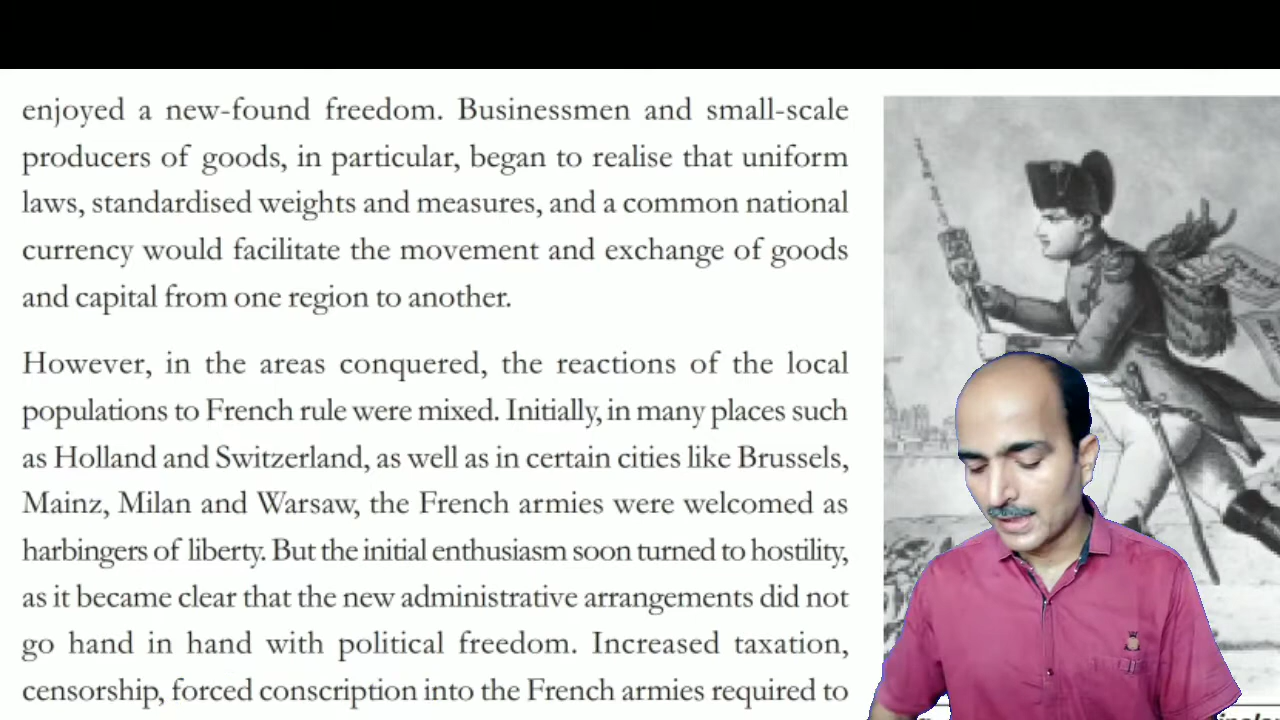 enjoyed a new-found freedom. Businessmen and small-scale
producers of goods, in particular, began to realise that uniform
laws, standardised weights and measures, and a common national
currency would facilitate the movement and exchange of goods
and capital from one region to another.
However, in the areas conquered, the reactions of the local
populations to French rule were mixed. Initially, in many places such
as Holland and Switzerland, as well as in certain cities like Brussels,
Mainz, Milan and Warsaw, the French armies were welcomed as
harbingers of liberty. But the initial enthusiasm soon turned to hostility,
as it became clear that the new administrative arrangements did not
go hand in hand with political freedom. Increased taxation,
censorship, forced conscription into the French armies required to